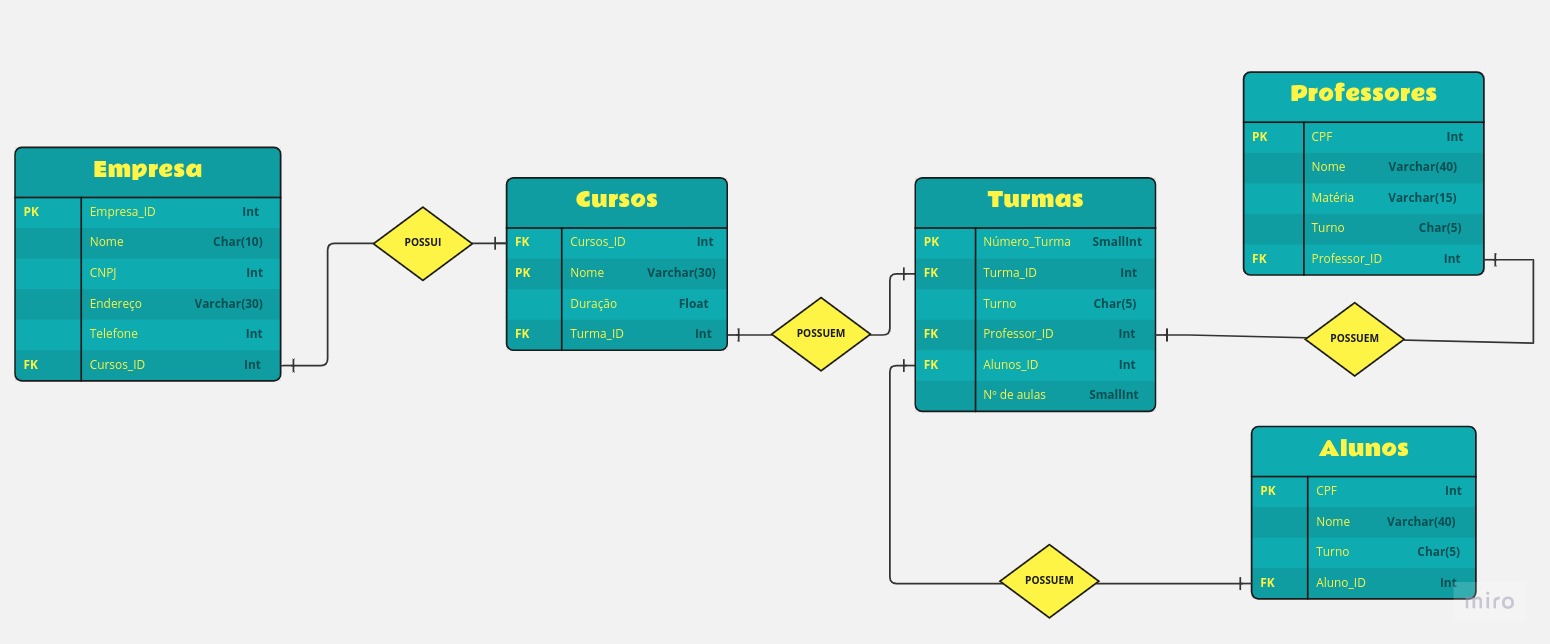 Empresa
PK Empresa_ID Int
Nome Char(10)
CNPJ Int
Endereço Varchar(30)
Telefone Int
FK Cursos_ID Int
POSSUI
Cursos
FK Cursos_ID Int
PK Nome Varchar(30)
Duração Float
FK Turma_ID Int
POSSUEM
Turmas
PK Número_Turma SmallInt
FK Turma_ID Int
Turno Char(5)
FK Professor_ID Int
FK Alunos_ID Int
Nº de aulas SmallInt
Professores
PK CPF Int
Nome Varchar(40)
Matéria Varchar(15)
Turno Char(5)
FK Professor_ID Int
POSSUEM
Alunos
PK CPF Int
Nome Varchar(40)
Turno Char(5)
FK Aluno_ID Int
POSSUEM
miro